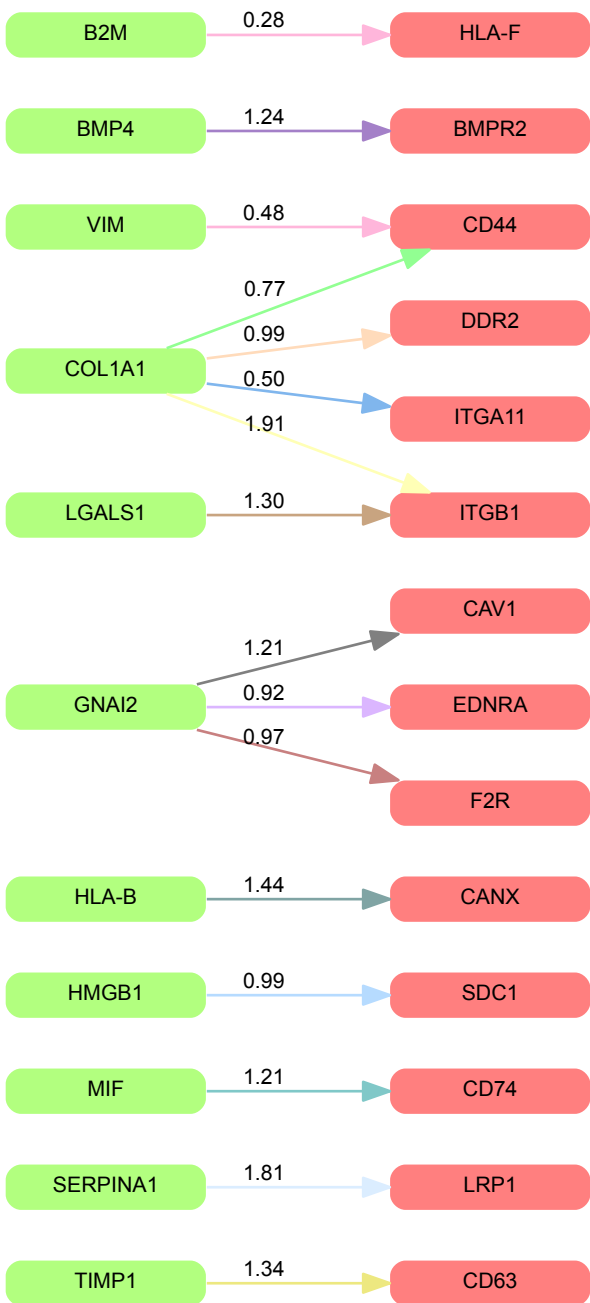 B2M 0.28 HLA-F
BMP4 1.24 BMPR2
VIM 0.48 CD44
0.77
DDR2
0.99
COL1A1
0.50
ITGA11
1.91
LGALS1 1.30 ITGB1
CAV1
1.21
GNAI2 0.92 EDNRA
0.97
F2R
HLA-B 1.44 CANX
HMGB1 0.99 SDC1
MIF 1.21 CD74
SERPINA1 1.81 LRP1
TIMP1 1.34 CD63